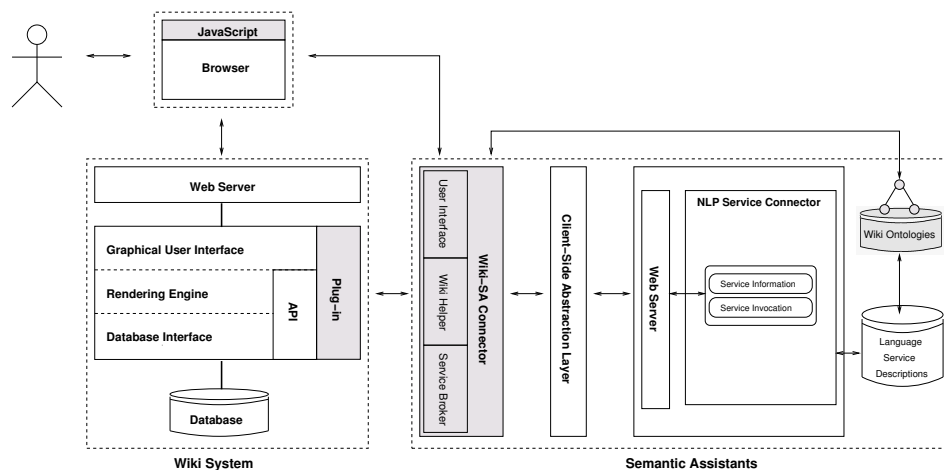 JavaScript
Browser
Web Server
Graphical User Interface
Rendering Engine
Database Interface
API
Plug-in
Database
Wiki System
User Interface
Wiki Helper
Service Broker
Wiki-SA Connector
Client-Side Abstraction Layer
Web Server
NLP Service Connector
Service Information
Service Invocation
Wiki Ontologies
Language
Service
Descriptions
Semantic Assistants